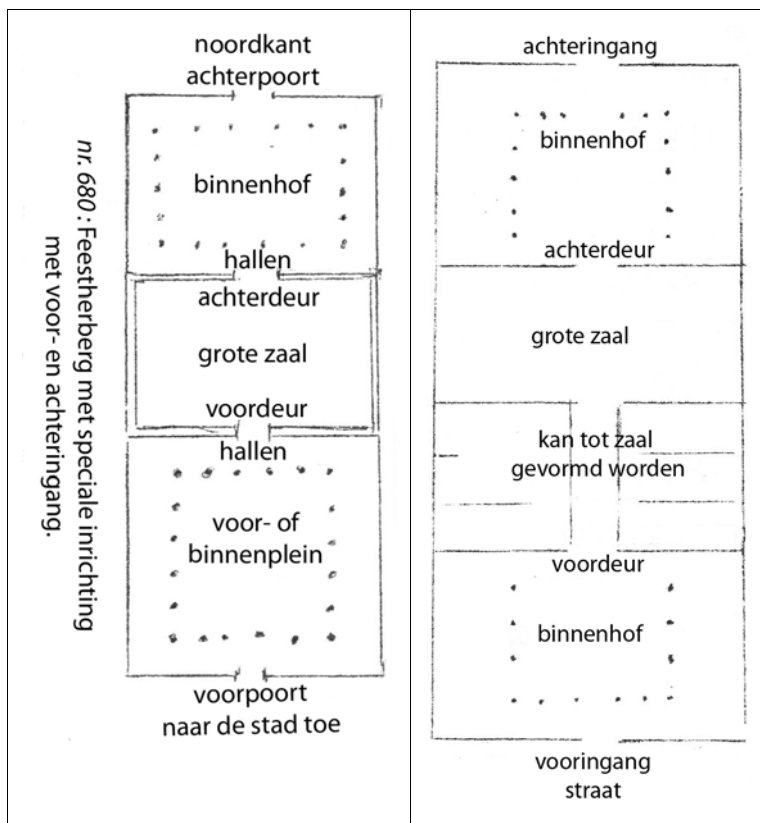 noordkant
achterpoort
binnenhof
hallen
achterdeur
grote zaal
voordeur
hallen
voor- of
binnenplein
voorpoort
naar de stad toe
nr. 680 : Feestherberg met speciale inrichting
met voor- en achteringang.
achteringang
binnenhof
achterdeur
grote zaal
kan tot zaal
gevormd worden
voordeur
binnenhof
vooringang
straat